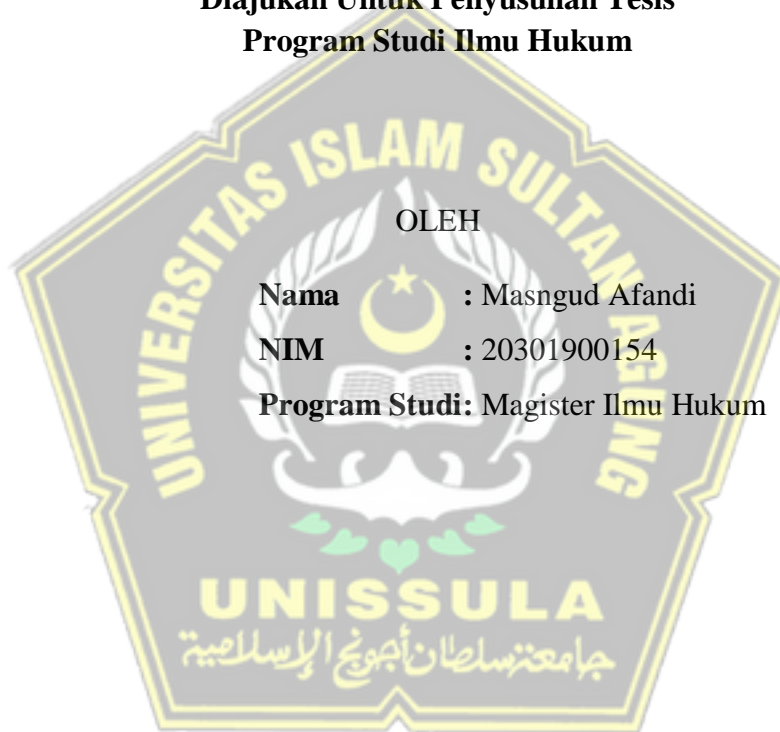 Diajukan Untuk Penyusunan Tesis
Program Studi Ilmu Hukum
UNIVERSITAS ISLAM SULTAN AGUNG
OLEH
Nama : Masngud Afandi
NIM : 20301900154
Program Studi: Magister Ilmu Hukum
UNISSULA
جامعة سلطان أجونج الإسلامية